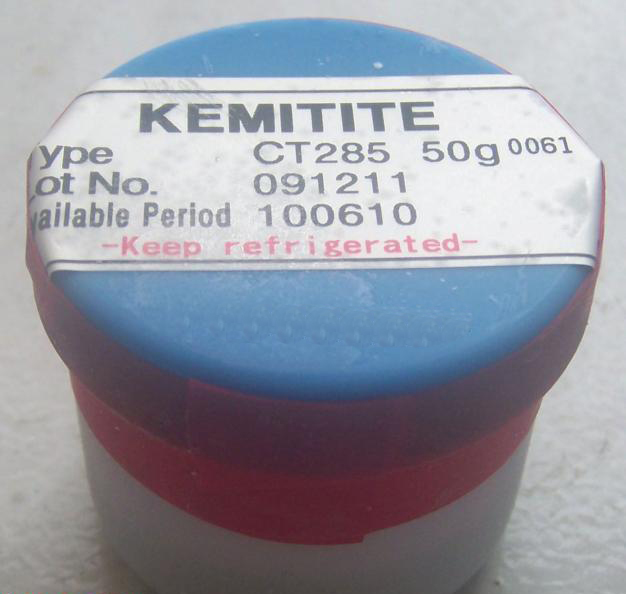 KEMITITE
ype CT285 50g 0061
ot No. 091211
vailable Period 100610
-Keep refrigerated-